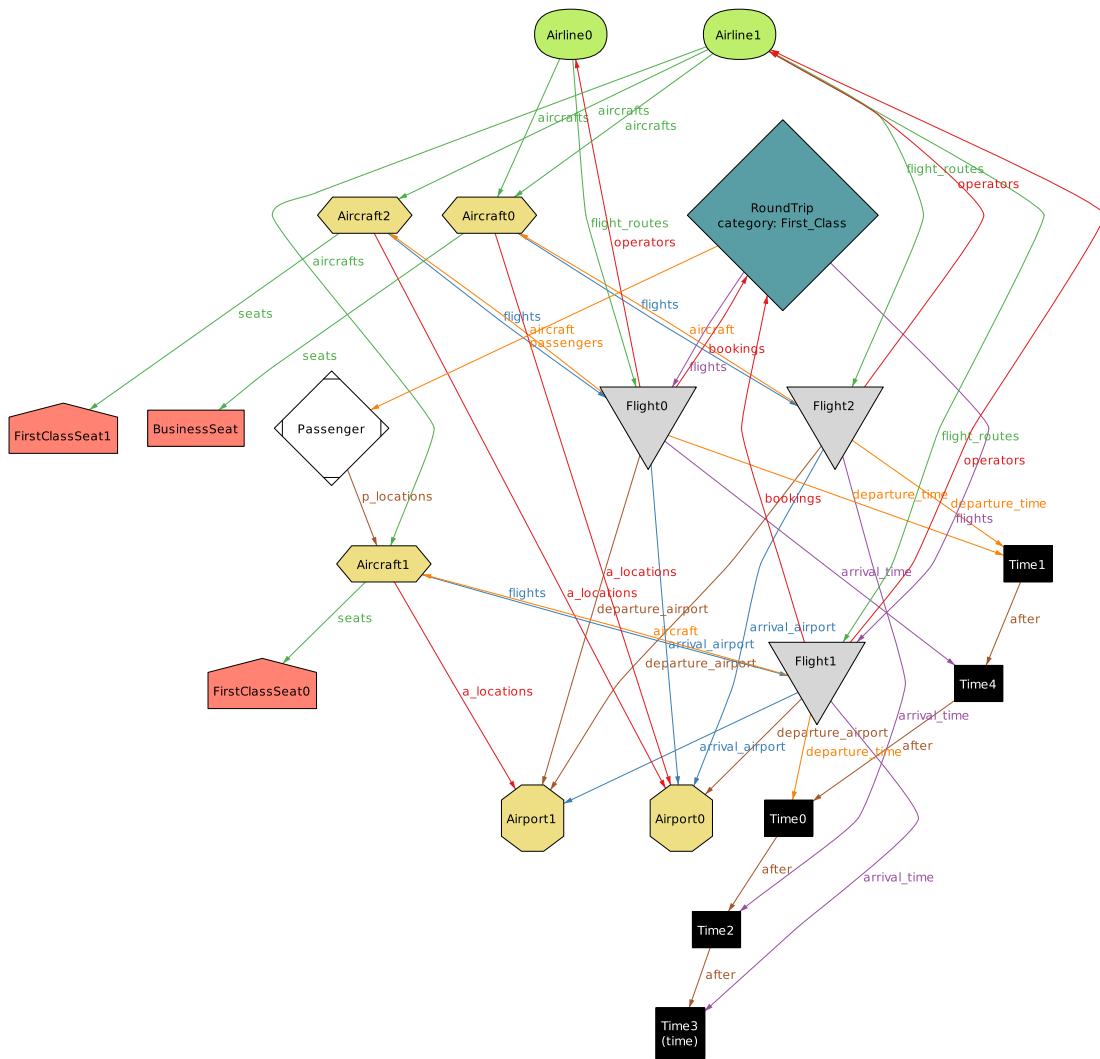 Airline0
Airline1
aircrafts
aircrafts
aircrafts
flight_routes
operators
RoundTrip
category: First_Class
Aircraft2
Aircraft0
flight_routes
operators
aircrafts
seats
flights
flights
aircraft
aircraft
passengers
bookings
seats
flights
FirstClassSeat1
BusinessSeat
Passenger
Flight0
Flight2
flight_routes
operators
p_locations
departure_time
bookings
departure_time
flights
Aircraft1
flights
a_locations
a_locations
arrival_time
Time1
departure_airport
seats
aircraft
arrival_airport
arrival_airport
after
departure_airport
Flight1
FirstClassSeat0
a_locations
Time4
arrival_time
departure_airport
arrival_airport
departure_time
after
Airport1
Airport0
Time0
after
arrival_time
Time2
after
Time3
(time)